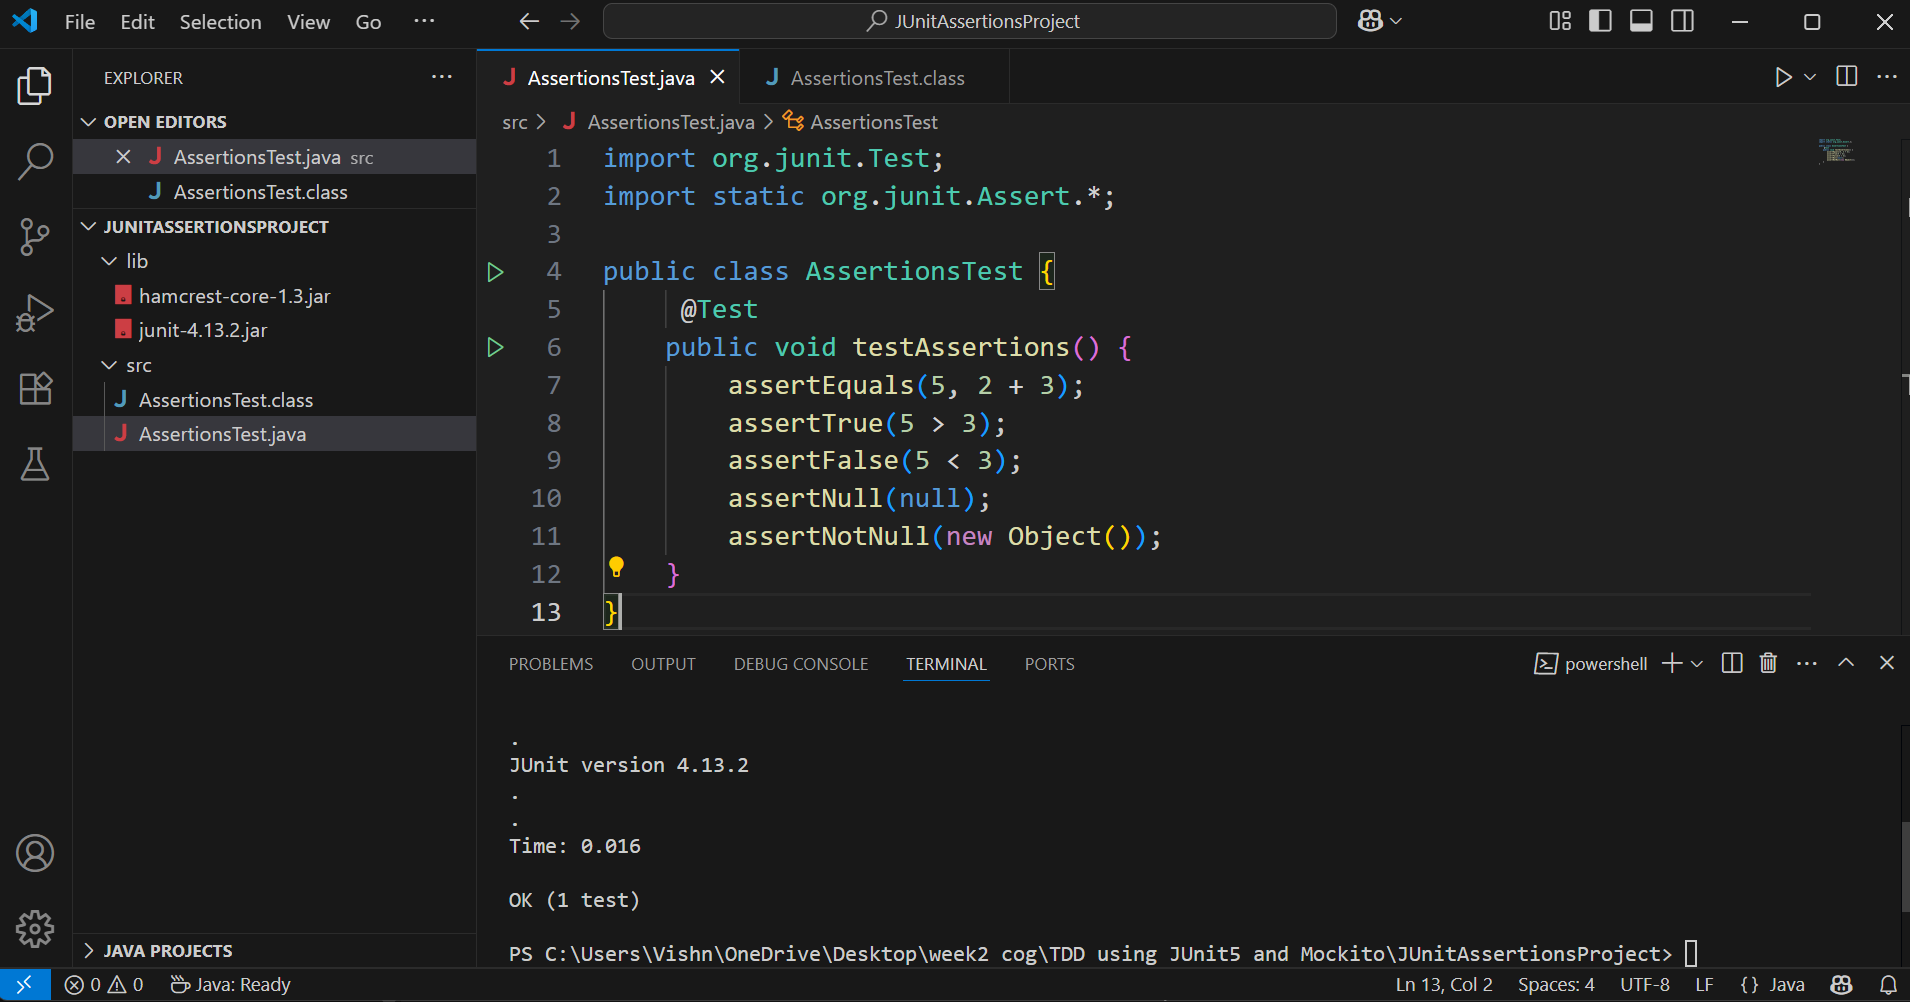 File Edit Selection View Go ···
JUnitAssertionsProject
EXPLORER ···
OPEN EDITORS
AssertionsTest.java src
AssertionsTest.class
JUNITASSERTIONSPROJECT
lib
hamcrest-core-1.3.jar
junit-4.13.2.jar
src
AssertionsTest.class
AssertionsTest.java
JAVA PROJECTS
J AssertionsTest.java
J AssertionsTest.class
src > J AssertionsTest.java > AssertionsTest
1 import org.junit.Test;
2 import static org.junit.Assert.*;
3
4 public class AssertionsTest {
5 @Test
6 public void testAssertions() {
7 assertEquals(5, 2 + 3);
8 assertTrue(5 > 3);
9 assertFalse(5 < 3);
10 assertNull(null);
11 assertNotNull(new Object());
12 }
13 }
PROBLEMS OUTPUT DEBUG CONSOLE TERMINAL PORTS
powershell
.
JUnit version 4.13.2
.
.
Time: 0.016
OK (1 test)
PS C:\Users\Vishn\OneDrive\Desktop\week2 cog\TDD using JUnit5 and Mockito\JUnitAssertionsProject>
0 0 Java: Ready Ln 13, Col 2 Spaces: 4 UTF-8 LF {} Java